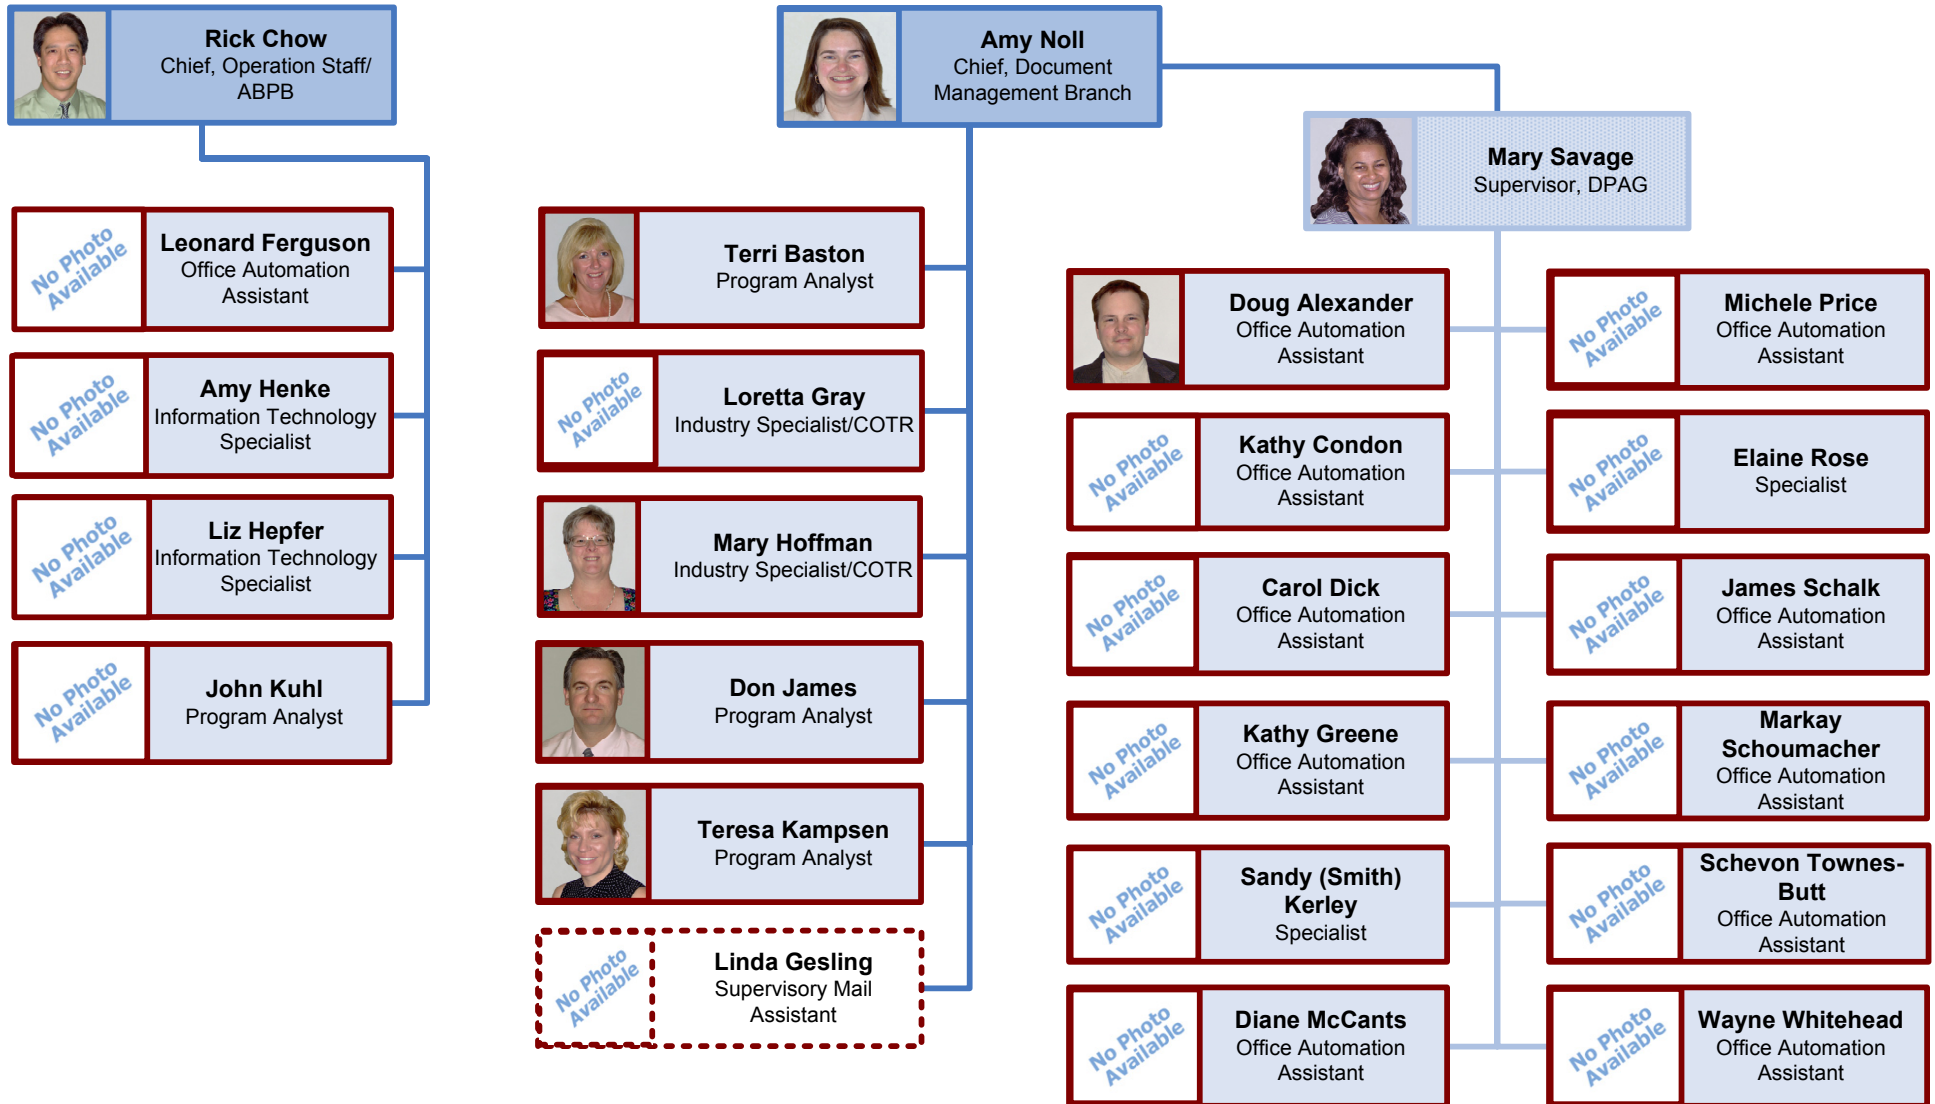 Rick Chow
Chief, Operation Staff/
ABPB
No Photo
Available
Leonard Ferguson
Office Automation
Assistant
No Photo
Available
Amy Henke
Information Technology
Specialist
No Photo
Available
Liz Hepfer
Information Technology
Specialist
No Photo
Available
John Kuhl
Program Analyst
Amy Noll
Chief, Document
Management Branch
Terri Baston
Program Analyst
No Photo
Available
Loretta Gray
Industry Specialist/COTR
Mary Hoffman
Industry Specialist/COTR
Don James
Program Analyst
Teresa Kampsen
Program Analyst
No Photo
Available
Linda Gesling
Supervisory Mail
Assistant
Mary Savage
Supervisor, DPAG
Doug Alexander
Office Automation
Assistant
No Photo
Available
Kathy Condon
Office Automation
Assistant
No Photo
Available
Carol Dick
Office Automation
Assistant
No Photo
Available
Kathy Greene
Office Automation
Assistant
No Photo
Available
Sandy (Smith)
Kerley
Specialist
No Photo
Available
Diane McCants
Office Automation
Assistant
No Photo
Available
Michele Price
Office Automation
Assistant
No Photo
Available
Elaine Rose
Specialist
No Photo
Available
James Schalk
Office Automation
Assistant
No Photo
Available
Markay
Schoumacher
Office Automation
Assistant
No Photo
Available
Schevon Townes-
Butt
Office Automation
Assistant
No Photo
Available
Wayne Whitehead
Office Automation
Assistant